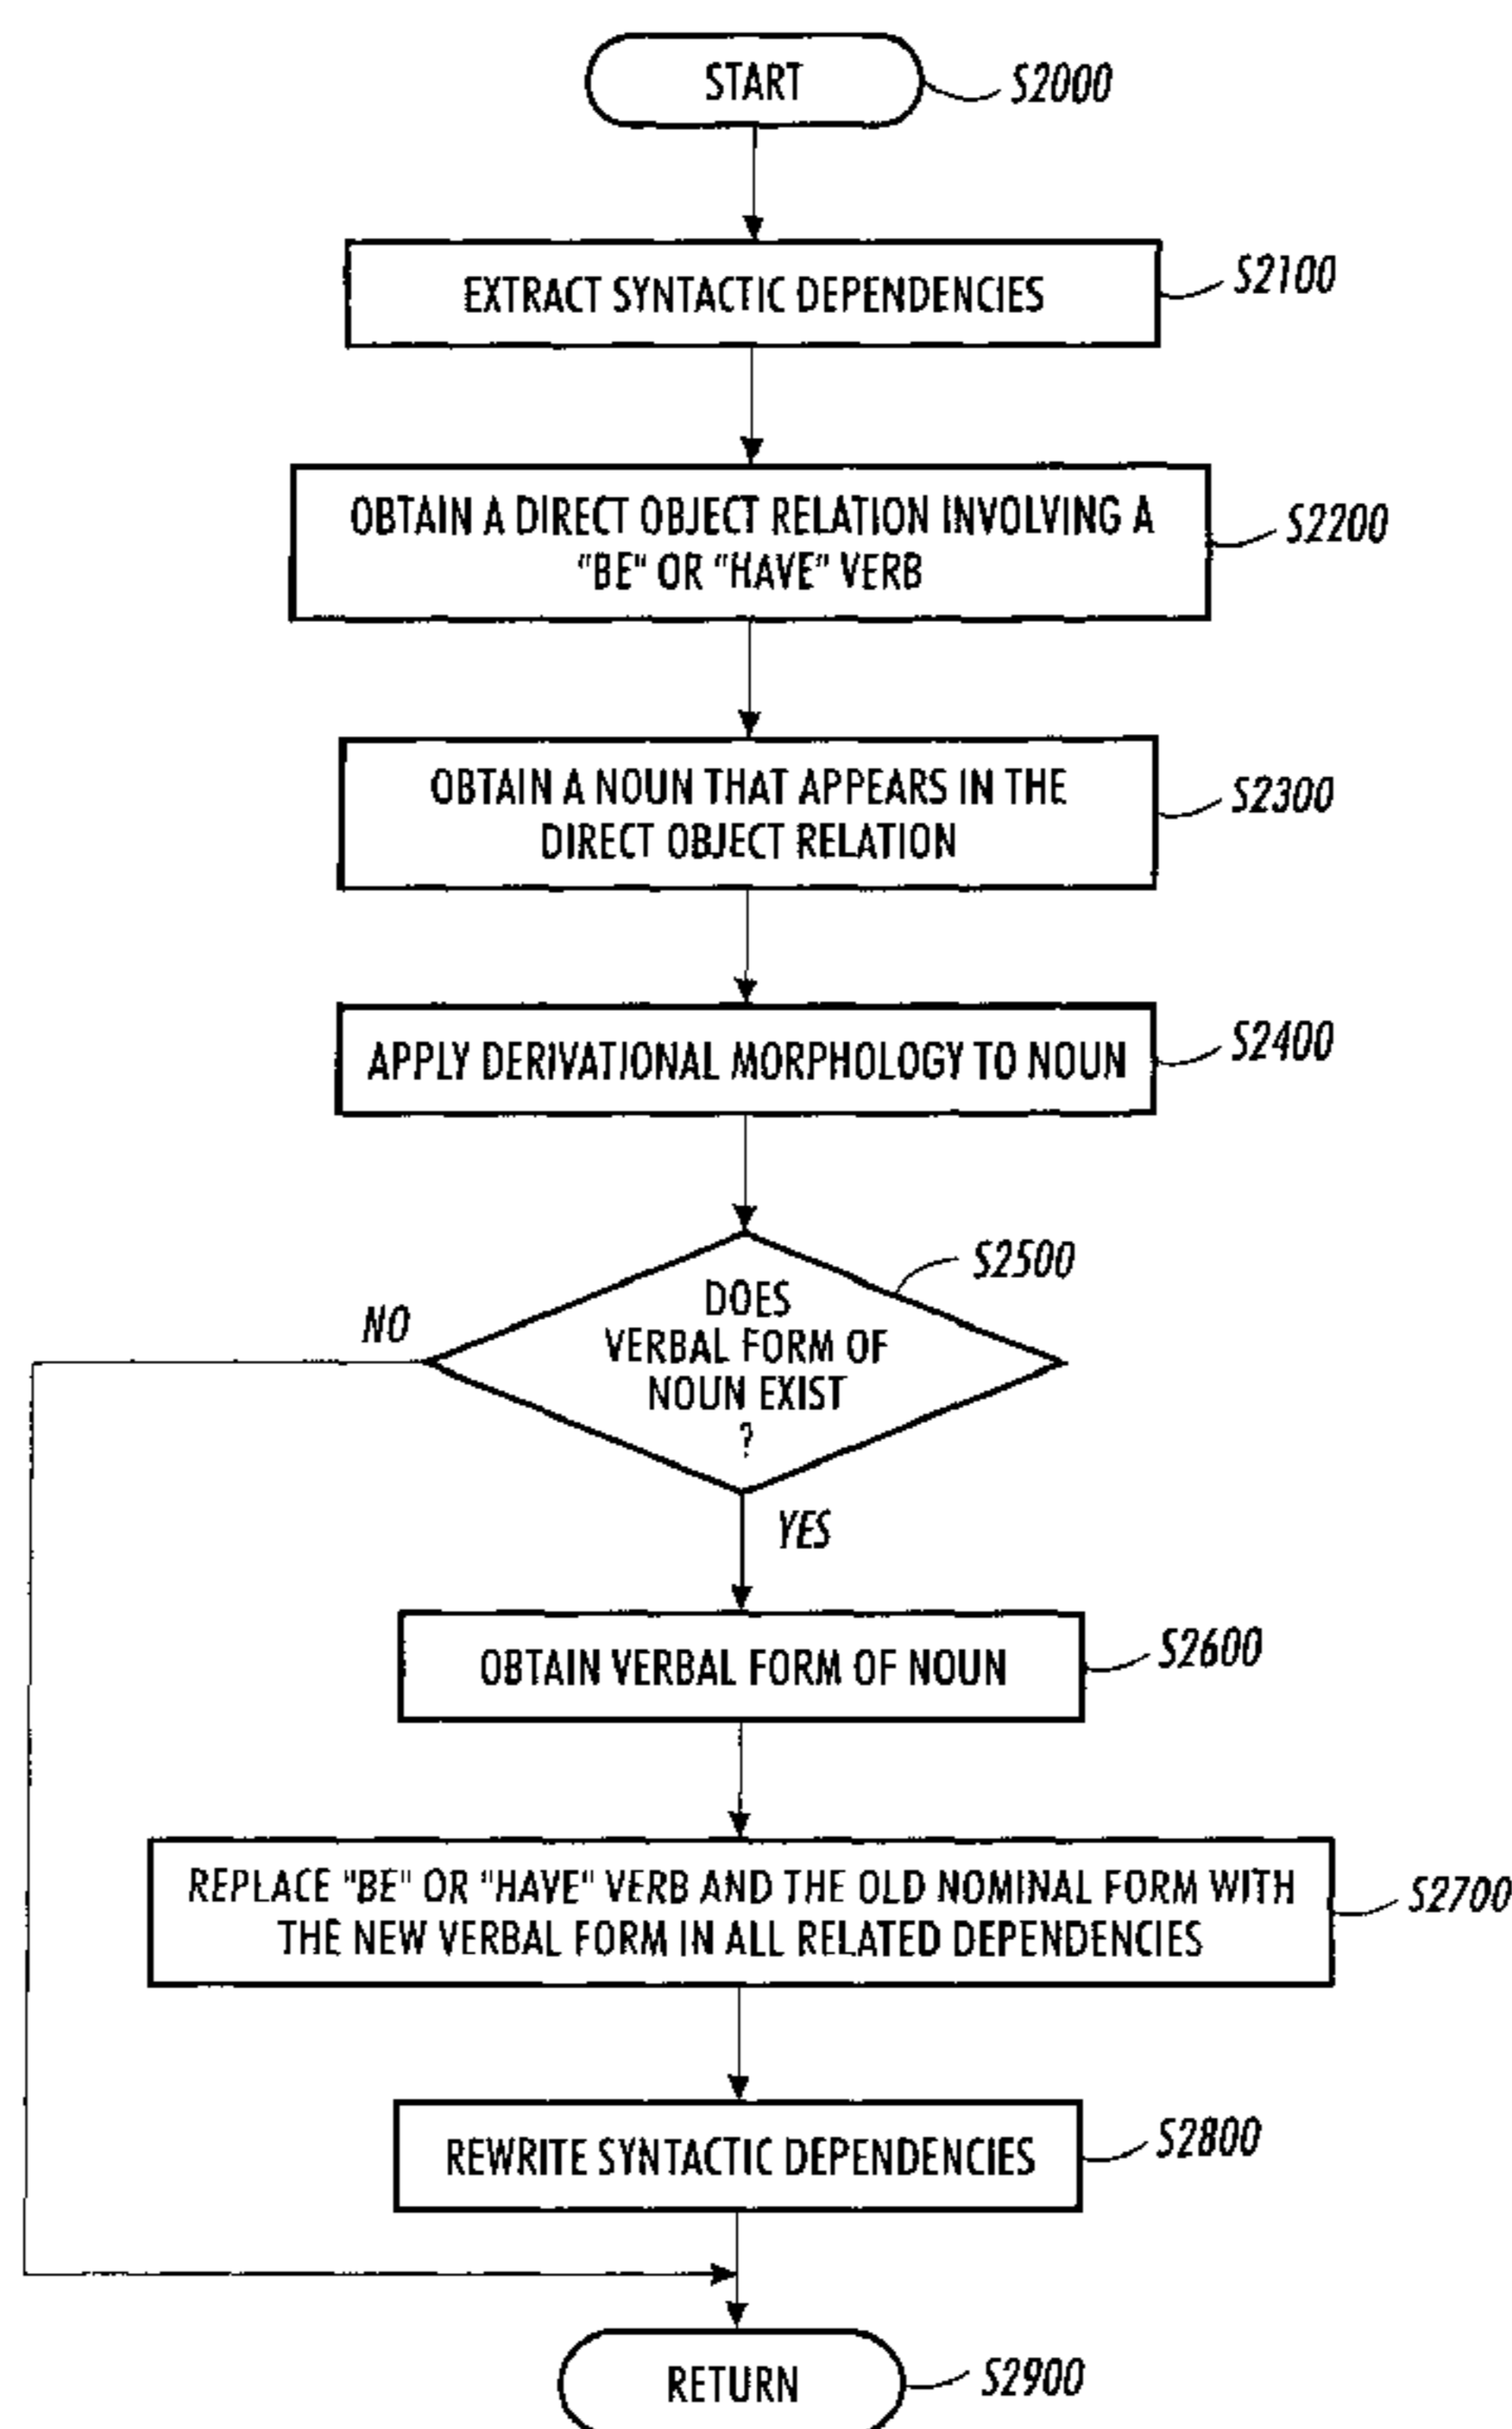 START
S2000
EXTRACT SYNTACTIC DEPENDENCIES
S2100
OBTAIN A DIRECT OBJECT RELATION INVOLVING A
"BE" OR "HAVE" VERB
S2200
OBTAIN A NOUN THAT APPEARS IN THE
DIRECT OBJECT RELATION
S2300
APPLY DERIVATIONAL MORPHOLOGY TO NOUN
S2400
DOES
VERBAL FORM OF
NOUN EXIST
?
S2500
NO
YES
OBTAIN VERBAL FORM OF NOUN
S2600
REPLACE "BE" OR "HAVE" VERB AND THE OLD NOMINAL FORM WITH
THE NEW VERBAL FORM IN ALL RELATED DEPENDENCIES
S2700
REWRITE SYNTACTIC DEPENDENCIES
S2800
RETURN
S2900